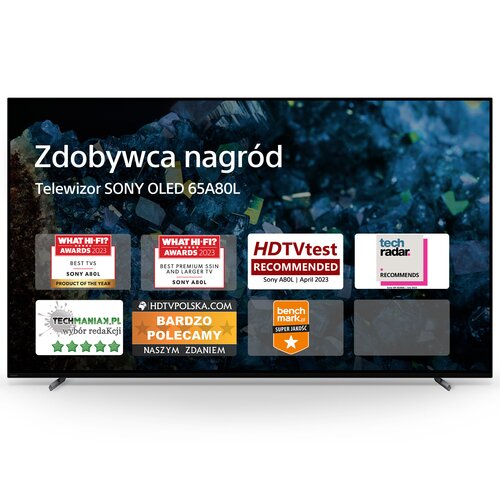 Zdobywca nagród
Telewizor SONY OLED 65A80L
WHAT HI-FI?
AWARDS 2023
BEST TVS
SONY A80L
PRODUCT OF THE YEAR
WHAT HI-FI?
AWARDS 2023
BEST PREMIUM 55IN
AND LARGER TV
SONY A80L
HDTVtest
RECOMMENDED
Sony A80L | April 2023
tech
radar
RECOMMENDS
TECHMANIAK.PL
wybór redaKcji
HDTVPOLSKA.COM
BARDZO
POLECAMY
NASZYM ZDANIEM
bench
mark.pl
SUPER JAKOŚĆ